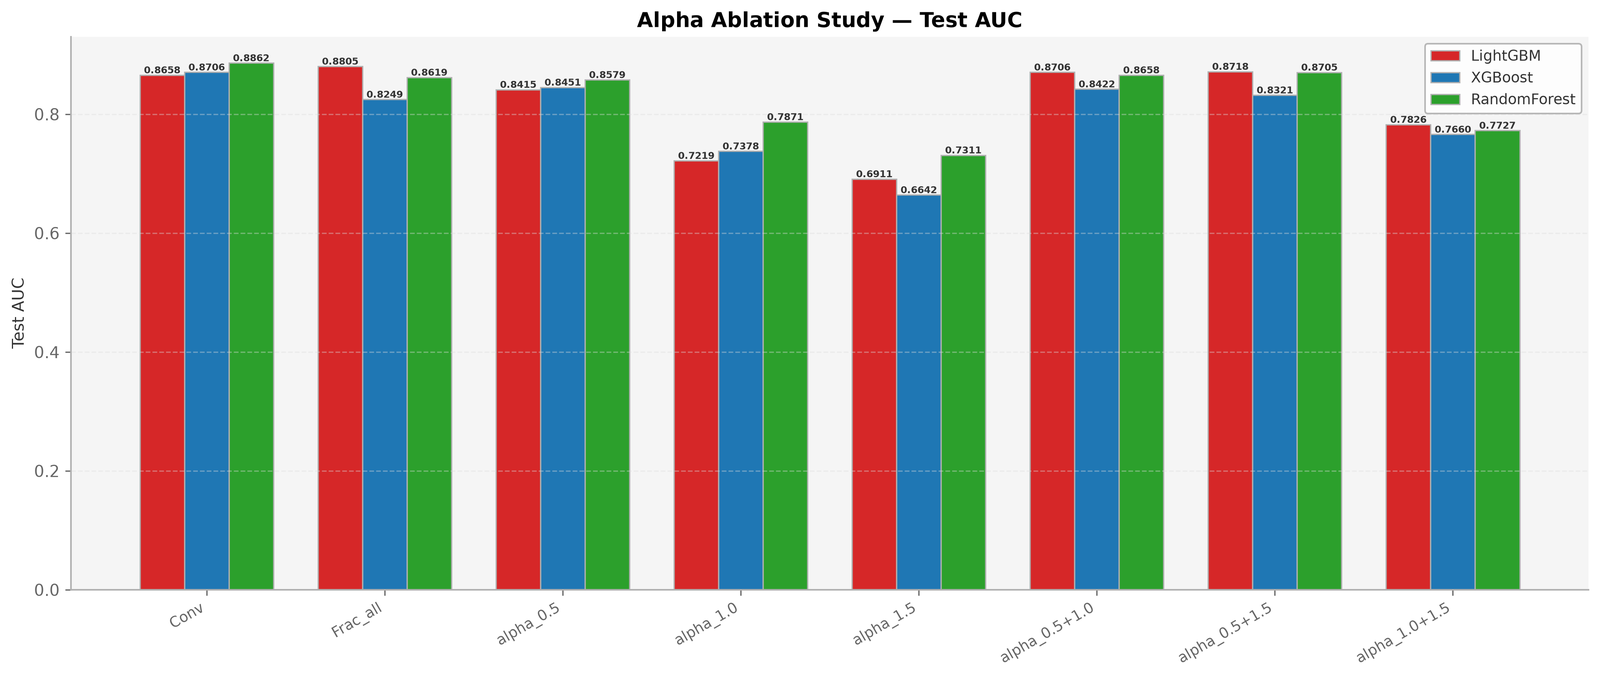 Alpha Ablation Study — Test AUC
LightGBM
XGBoost
RandomForest
Test AUC
0.8
0.6
0.4
0.2
0.0
0.8658 0.8706 0.8862
0.8805 0.8249 0.8619
0.8415 0.8451 0.8579
0.7219 0.7378 0.7871
0.6911 0.6642 0.7311
0.8706 0.8422 0.8658
0.8718 0.8321 0.8705
0.7826 0.7660 0.7727
Conv
Frac_all
alpha_0.5
alpha_1.0
alpha_1.5
alpha_0.5+1.0
alpha_0.5+1.5
alpha_1.0+1.5